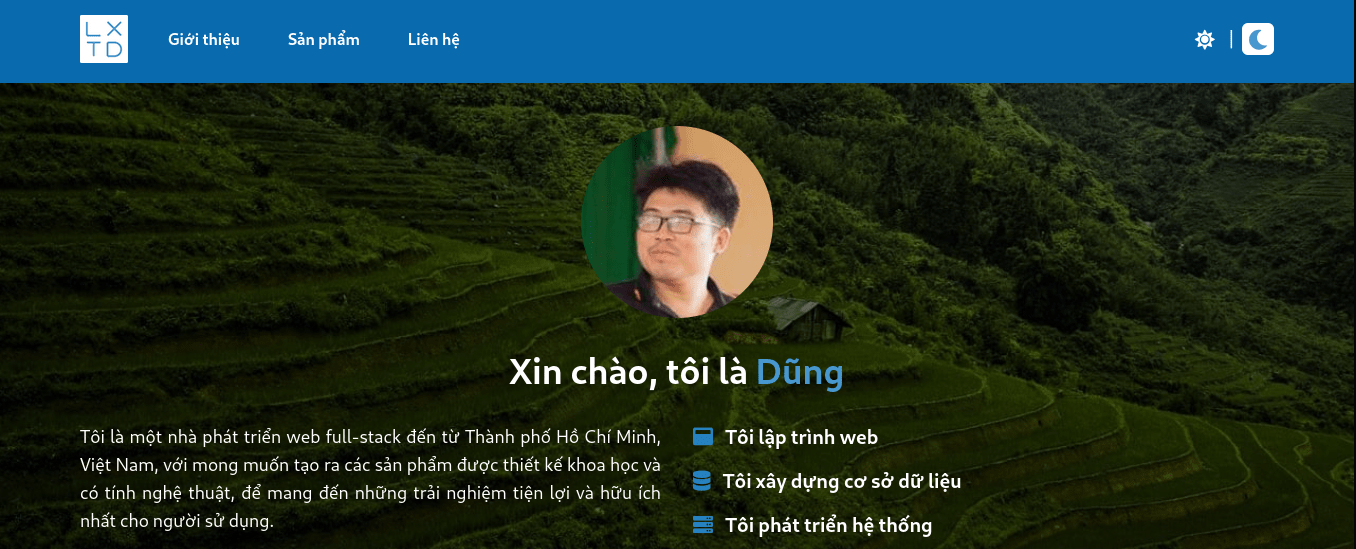 LX
TD
Giới thiệu
Sản phẩm
Liên hệ
|
Xin chào, tôi là Dũng
Tôi là một nhà phát triển web full-stack đến từ Thành phố Hồ Chí Minh,
Việt Nam, với mong muốn tạo ra các sản phẩm được thiết kế khoa học và
có tính nghệ thuật, để mang đến những trải nghiệm tiện lợi và hữu ích
nhất cho người sử dụng.
Tôi lập trình web
Tôi xây dựng cơ sở dữ liệu
Tôi phát triển hệ thống